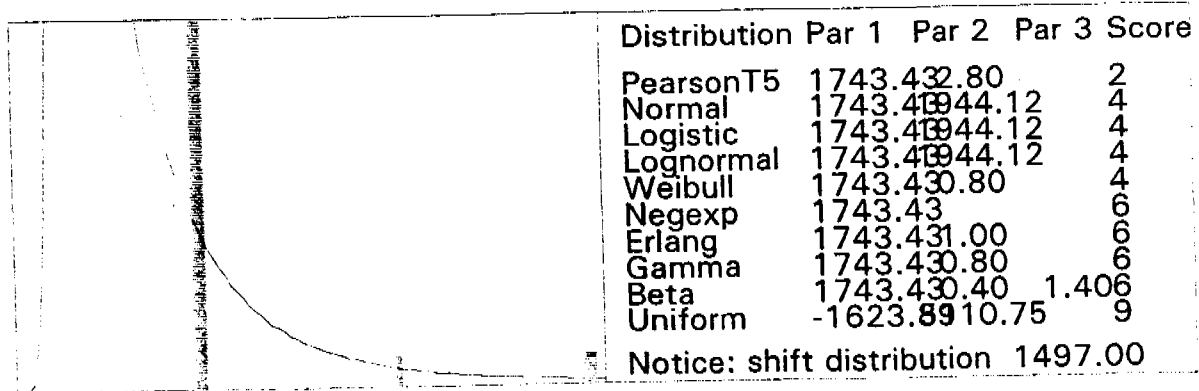 Distribution Par 1 Par 2 Par 3 Score
PearsonT5 1743.43 2.80 2
Normal 1743.43 1944.12 4
Logistic 1743.43 1944.12 4
Lognormal 1743.43 1944.12 4
Weibull 1743.43 0.80 4
Negexp 1743.43 6
Erlang 1743.43 1.00 6
Gamma 1743.43 0.80 6
Beta 1743.43 0.40 1.40 6
Uniform -1623.89 5110.75 9
Notice: shift distribution 1497.00